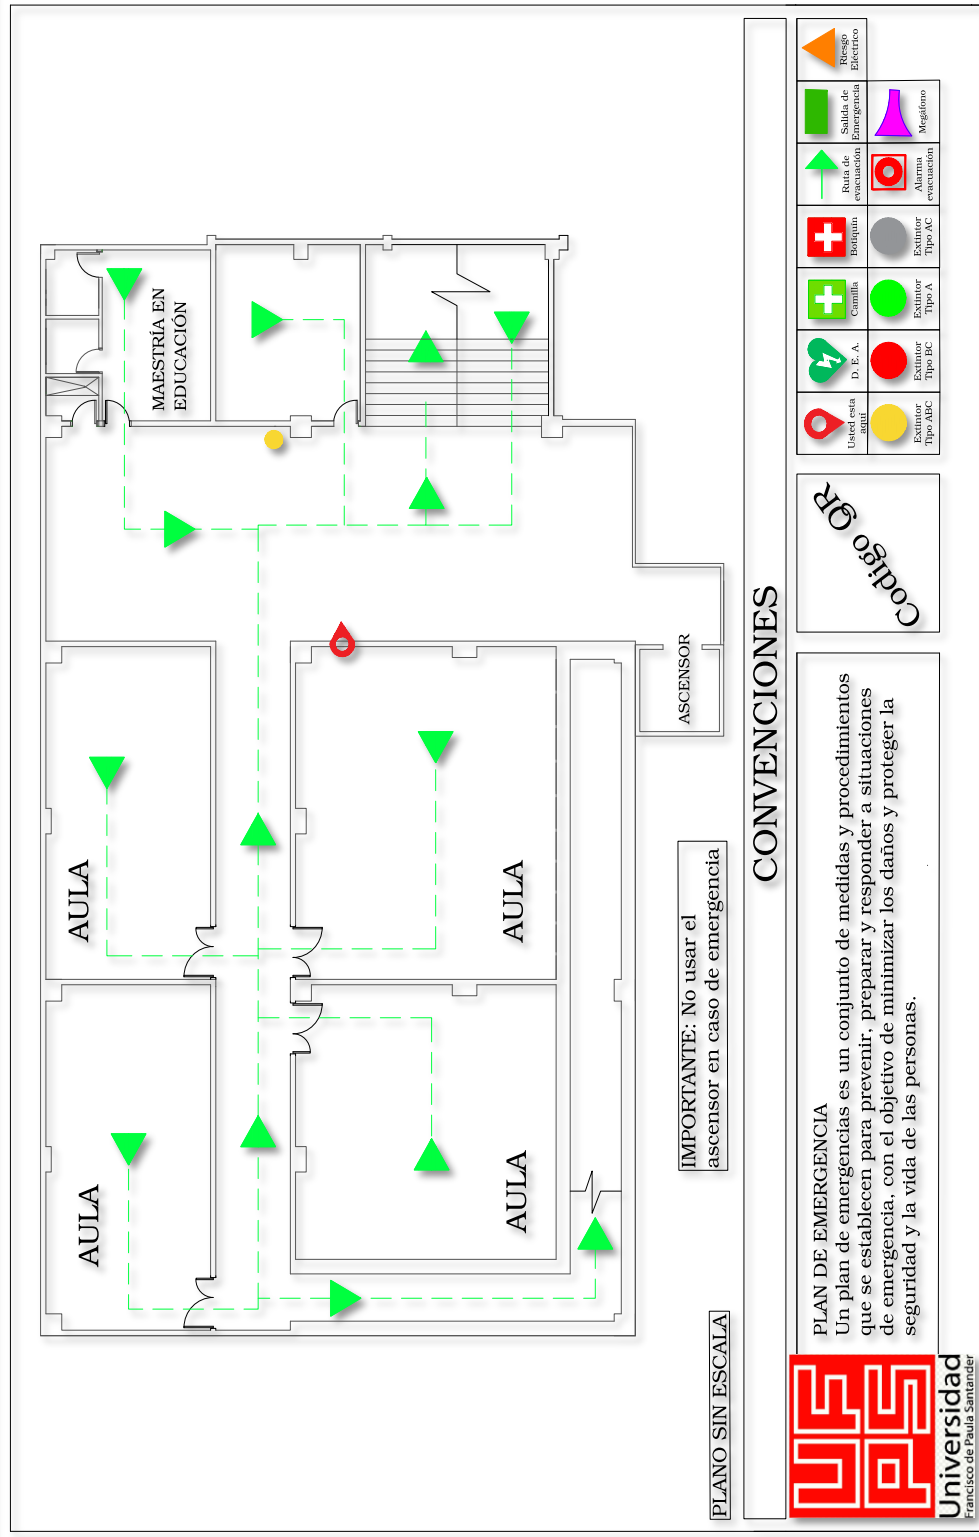 MAESTRÍA EN
EDUCACIÓN
AULA
AULA
AULA
AULA
ASCENSOR
IMPORTANTE: No usar el
ascensor en caso de emergencia
PLANO SIN ESCALA
CONVENCIONES
UFPS
Universidad
Francisco de Paula Santander
PLAN DE EMERGENCIA
Un plan de emergencias es un conjunto de medidas y procedimientos
que se establecen para prevenir, preparar y responder a situaciones
de emergencia, con el objetivo de minimizar los daños y proteger la
seguridad y la vida de las personas.
Codigo QR
Usted esta
aqui
D. E. A.
Camilla
Botiquín
Ruta de
evacuación
Salida de
Emergencia
Riesgo
Eléctrico
Extintor
Tipo ABC
Extintor
Tipo BC
Extintor
Tipo A
Extintor
Tipo AC
Alarma
evacuación
Megáfono